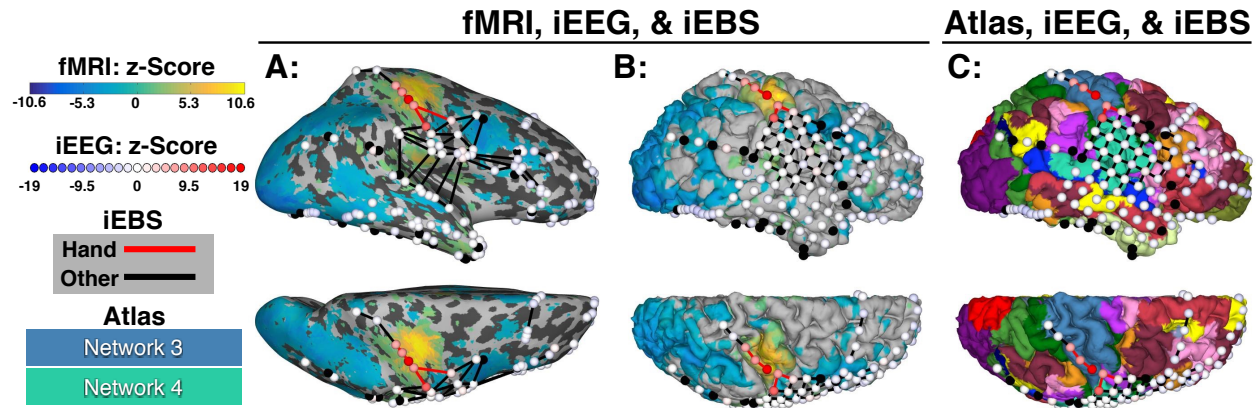 fMRI, iEEG, & iEBS
Atlas, iEEG, & iEBS
fMRI: z-Score
-10.6 -5.3 0 5.3 10.6
iEEG: z-Score
-19 -9.5 0 9.5 19
iEBS
Hand
Other
Atlas
Network 3
Network 4
A:
B:
C: